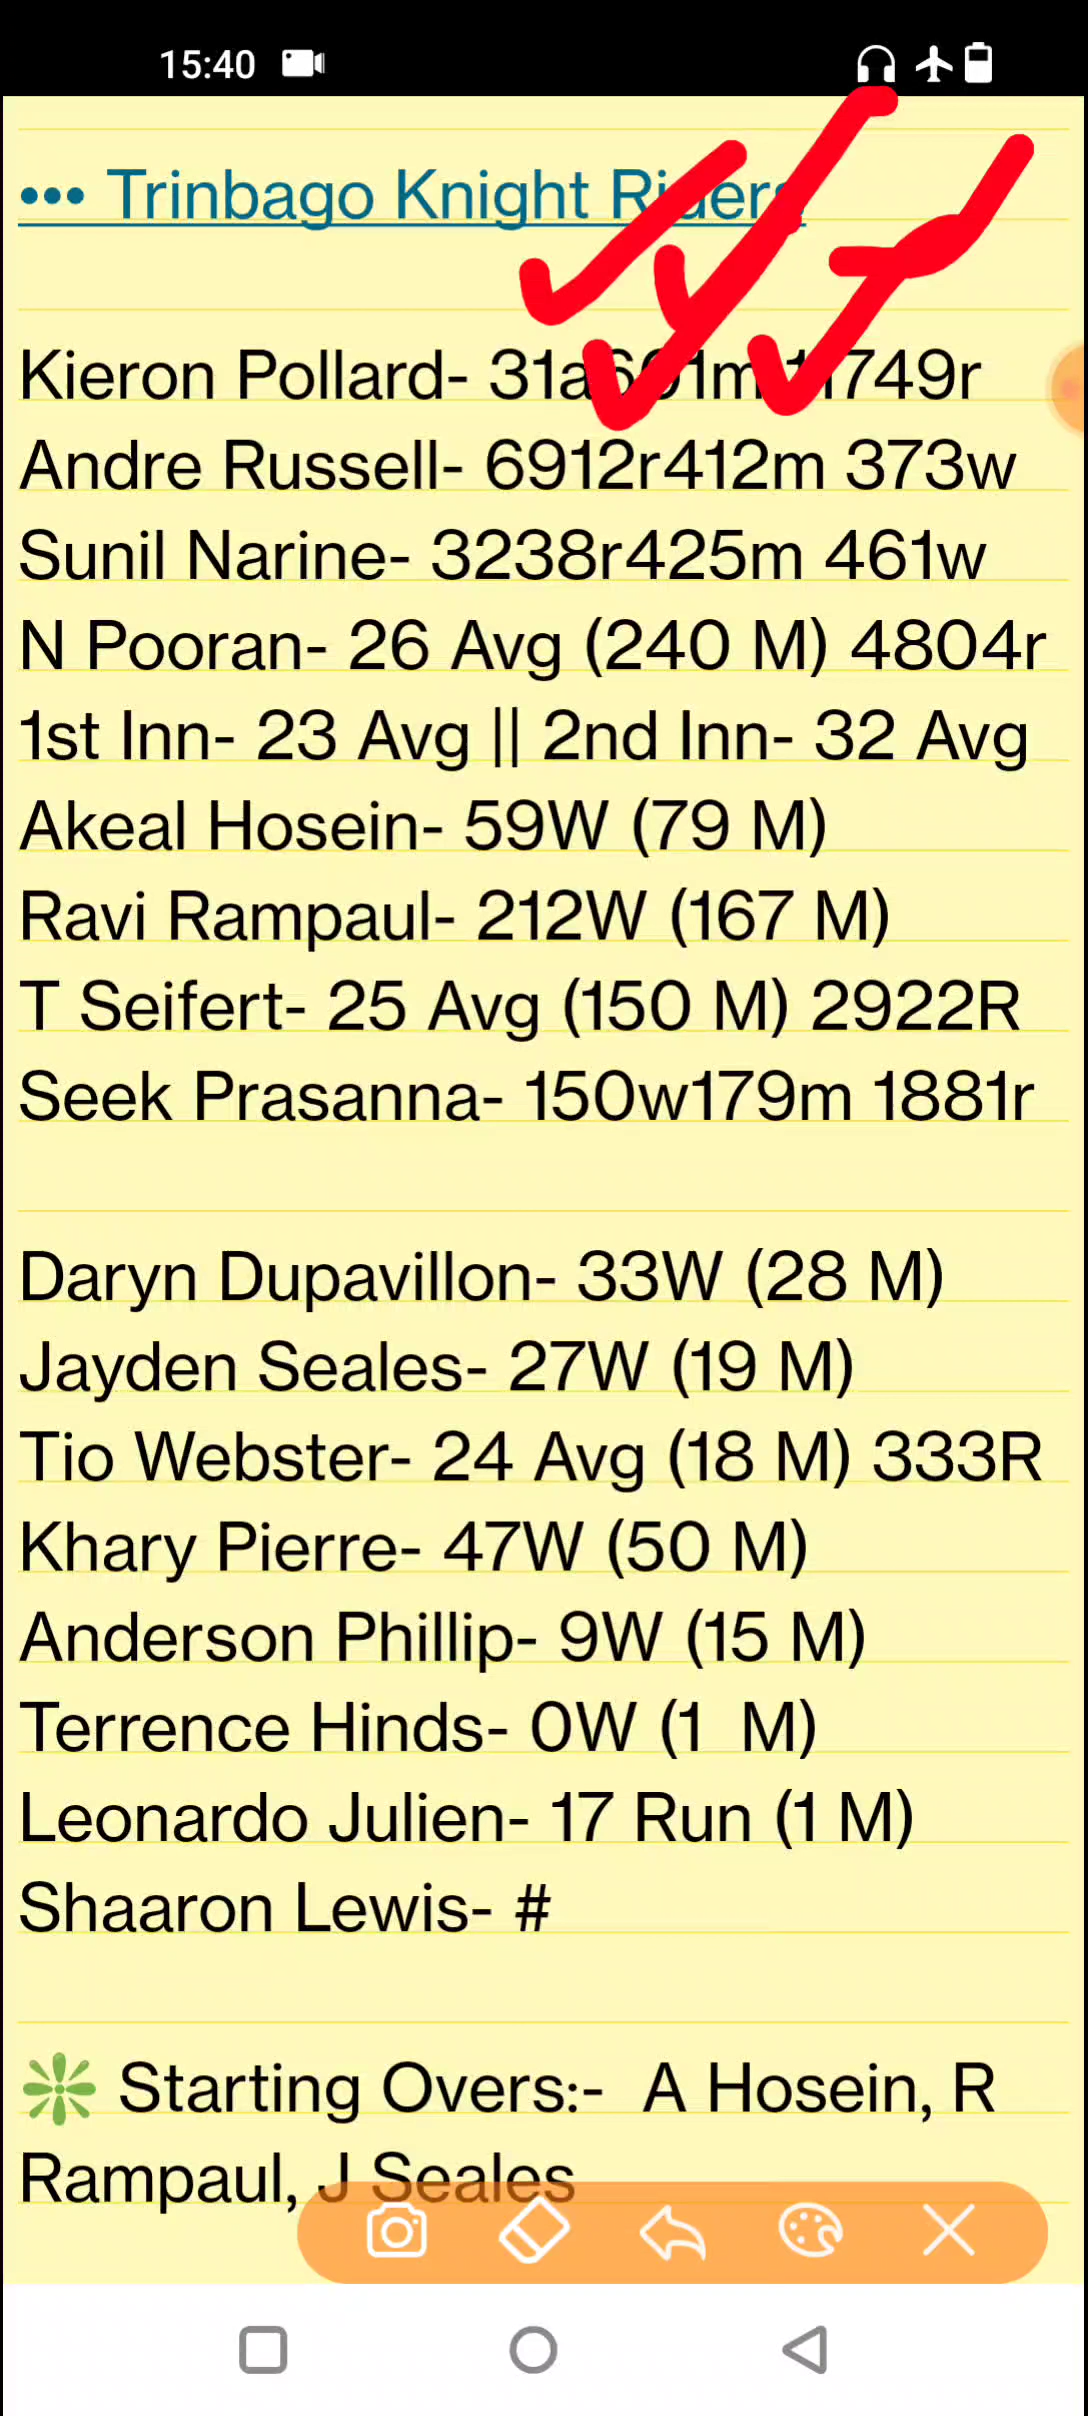 15:40
••• Trinbago Knight Riders
Kieron Pollard- 31a601m 11749r
Andre Russell- 6912r412m 373w
Sunil Narine- 3238r425m 461w
N Pooran- 26 Avg (240 M) 4804r
1st Inn- 23 Avg || 2nd Inn- 32 Avg
Akeal Hosein- 59W (79 M)
Ravi Rampaul- 212W (167 M)
T Seifert- 25 Avg (150 M) 2922R
Seek Prasanna- 150w179m 1881r
Daryn Dupavillon- 33W (28 M)
Jayden Seales- 27W (19 M)
Tio Webster- 24 Avg (18 M) 333R
Khary Pierre- 47W (50 M)
Anderson Phillip- 9W (15 M)
Terrence Hinds- 0W (1 M)
Leonardo Julien- 17 Run (1 M)
Shaaron Lewis- #
Starting Overs:- A Hosein, R
Rampaul, J Seales